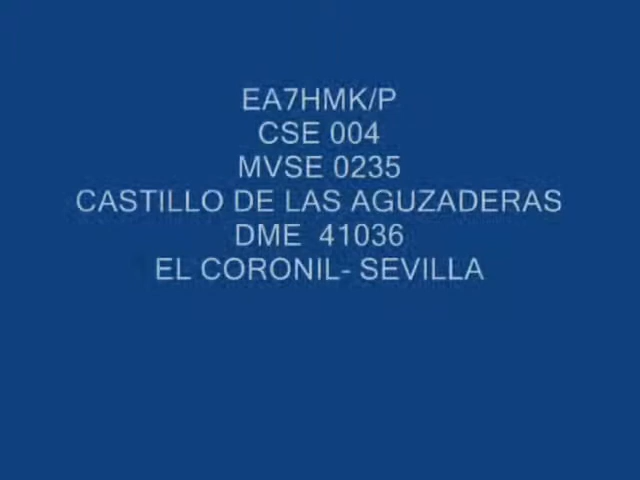 EA7HMK/P
CSE 004
MVSE 0235
CASTILLO DE LAS AGUZADERAS
DME  41036
EL CORONIL- SEVILLA